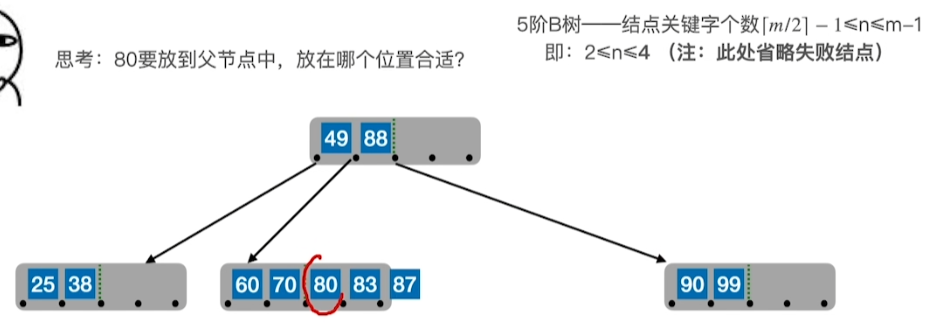 5阶B树——结点关键字个数⌈m/2⌉ − 1≤n≤m−1
即：2≤n≤4 （注：此处省略失败结点）
思考：80要放到父节点中，放在哪个位置合适？
49 88
25 38
60 70 80 83 87
90 99